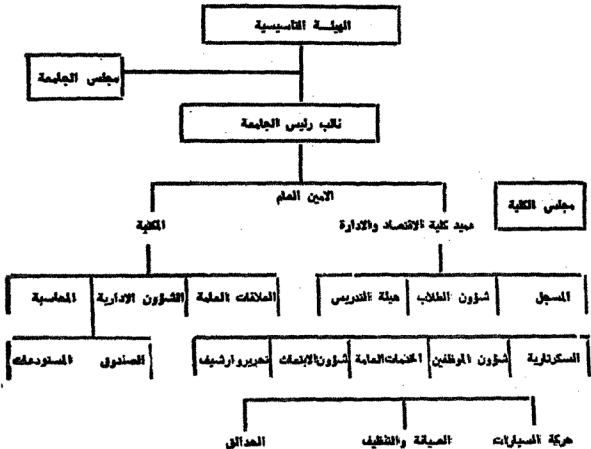 الهيئة التاسيسية
مجلس الجامعة
نائب رئيس الجامعة
الامين العام
مجلس الكلية
عميد كلية الاقتصاد والادارة
المكتبة
المسجل
شؤون الطلاب
هيئة التدريس
العلاقات العامة
الشؤون الادارية
المحاسبة
السكرتارية
شؤون الموظفين
الخدمات العامة
شؤون الابتعاث
تحرير وارشيف
الصندوق
المستودعات
حركة السيارات
الصيانة والتنظيف
الحدائق